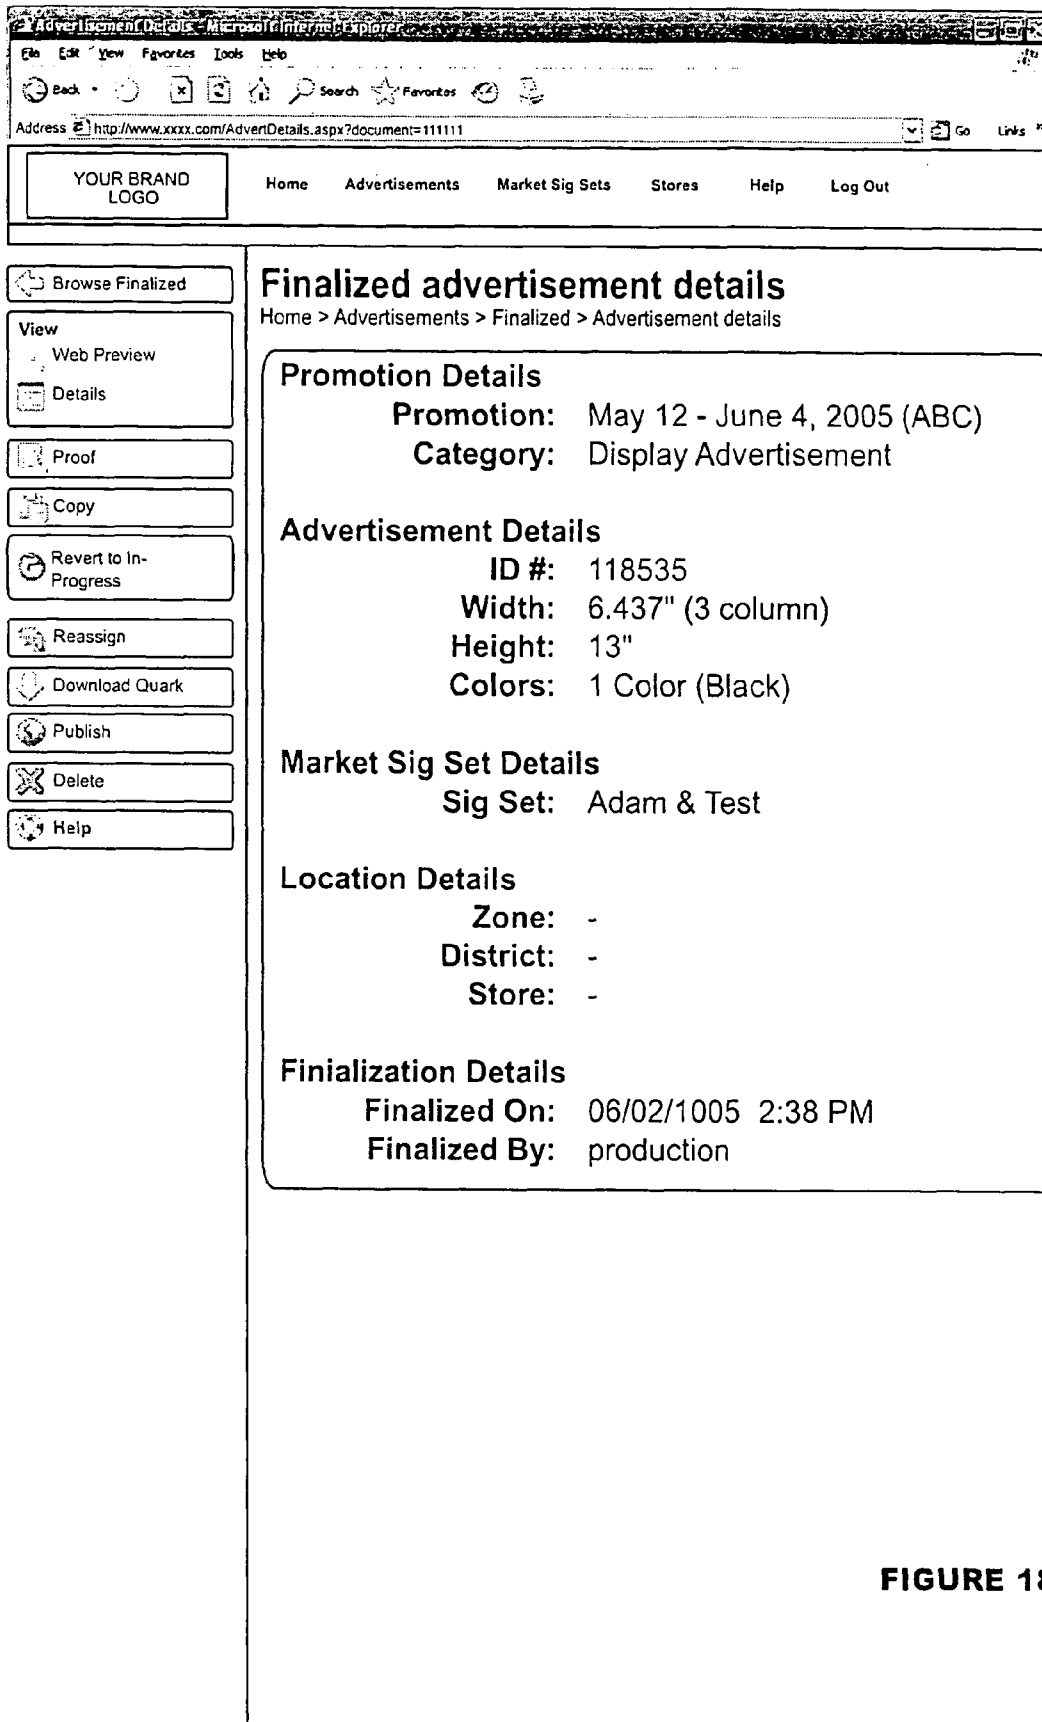 Advertisement Details - Microsoft Internet Explorer
File Edit View Favorites Tools Help
Back Search Favorites
Address http://www.xxxx.com/AdvertDetails.aspx?document=111111 Go Links »
YOUR BRAND
LOGO
Home Advertisements Market Sig Sets Stores Help Log Out
Browse Finalized
View
Web Preview
Details
Proof
Copy
Revert to In-
Progress
Reassign
Download Quark
Publish
Delete
Help
Finalized advertisement details
Home > Advertisements > Finalized > Advertisement details
Promotion Details
Promotion: May 12 - June 4, 2005 (ABC)
Category: Display Advertisement
Advertisement Details
ID #: 118535
Width: 6.437" (3 column)
Height: 13"
Colors: 1 Color (Black)
Market Sig Set Details
Sig Set: Adam & Test
Location Details
Zone: -
District: -
Store: -
Finialization Details
Finalized On: 06/02/1005 2:38 PM
Finalized By: production
FIGURE